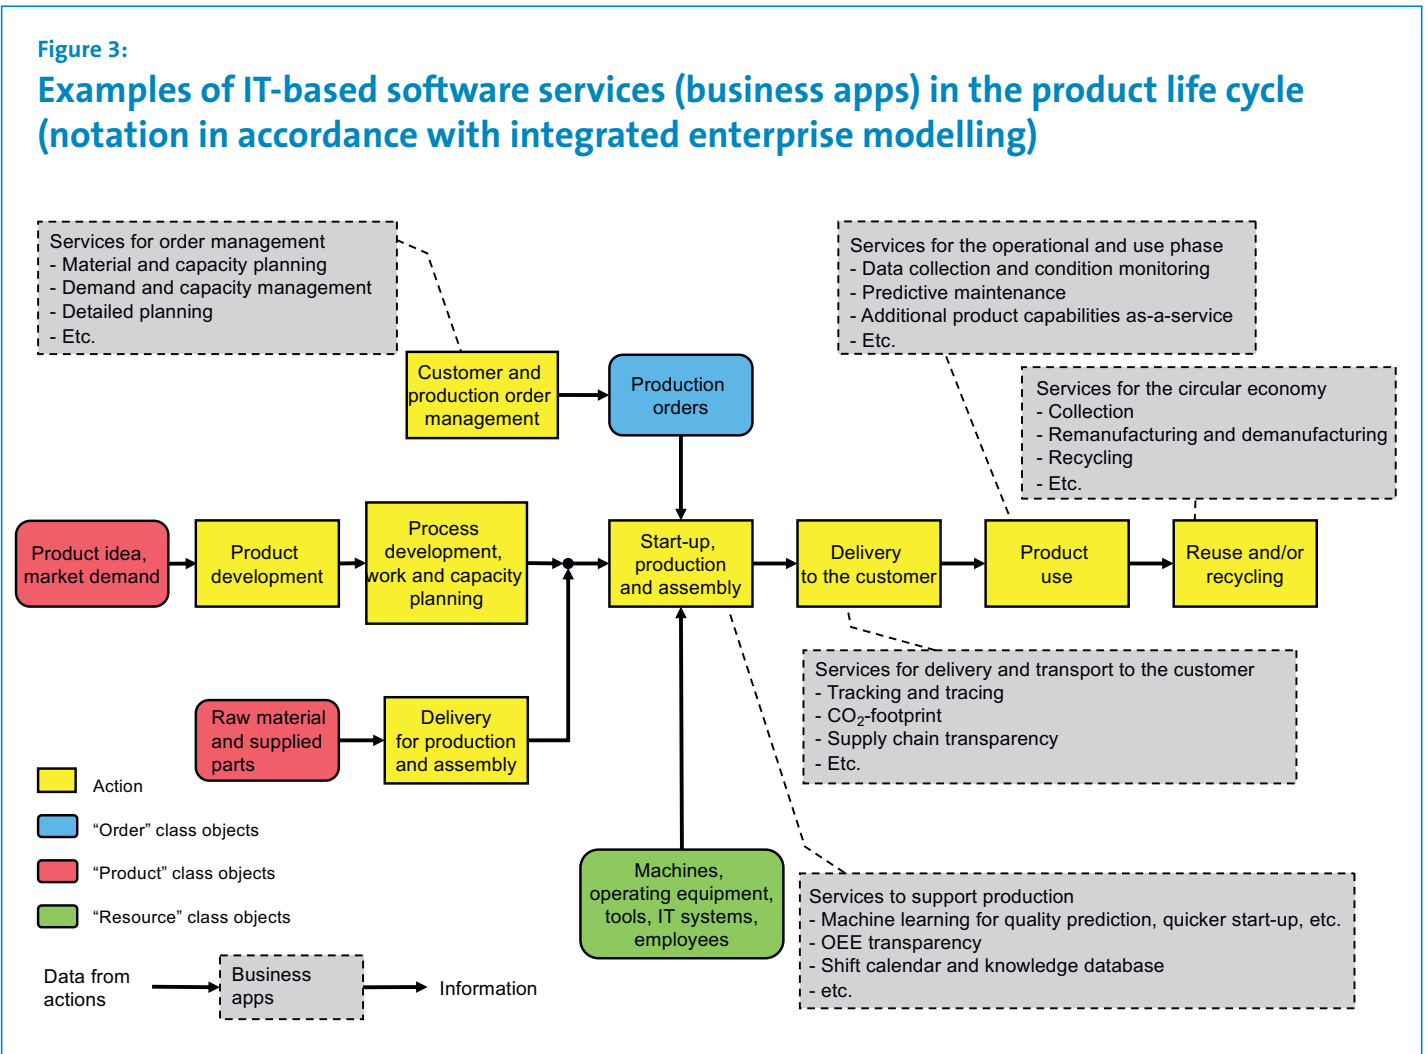 Figure 3:
Examples of IT-based software services (business apps) in the product life cycle
(notation in accordance with integrated enterprise modelling)
Services for order management
- Material and capacity planning
- Demand and capacity management
- Detailed planning
- Etc.
Services for the operational and use phase
- Data collection and condition monitoring
- Predictive maintenance
- Additional product capabilities as-a-service
- Etc.
Customer and
production order
management
Production
orders
Services for the circular economy
- Collection
- Remanufacturing and demanufacturing
- Recycling
- Etc.
Product idea,
market demand
Product
development
Process
development,
work and capacity
planning
Start-up,
production
and assembly
Delivery
to the customer
Product
use
Reuse and/or
recycling
Raw material
and supplied
parts
Delivery
for production
and assembly
Services for delivery and transport to the customer
- Tracking and tracing
- CO₂-footprint
- Supply chain transparency
- Etc.
Machines,
operating equipment,
tools, IT systems,
employees
Services to support production
- Machine learning for quality prediction, quicker start-up, etc.
- OEE transparency
- Shift calendar and knowledge database
- etc.
Action
“Order” class objects
“Product” class objects
“Resource” class objects
Data from
actions
Business
apps
Information